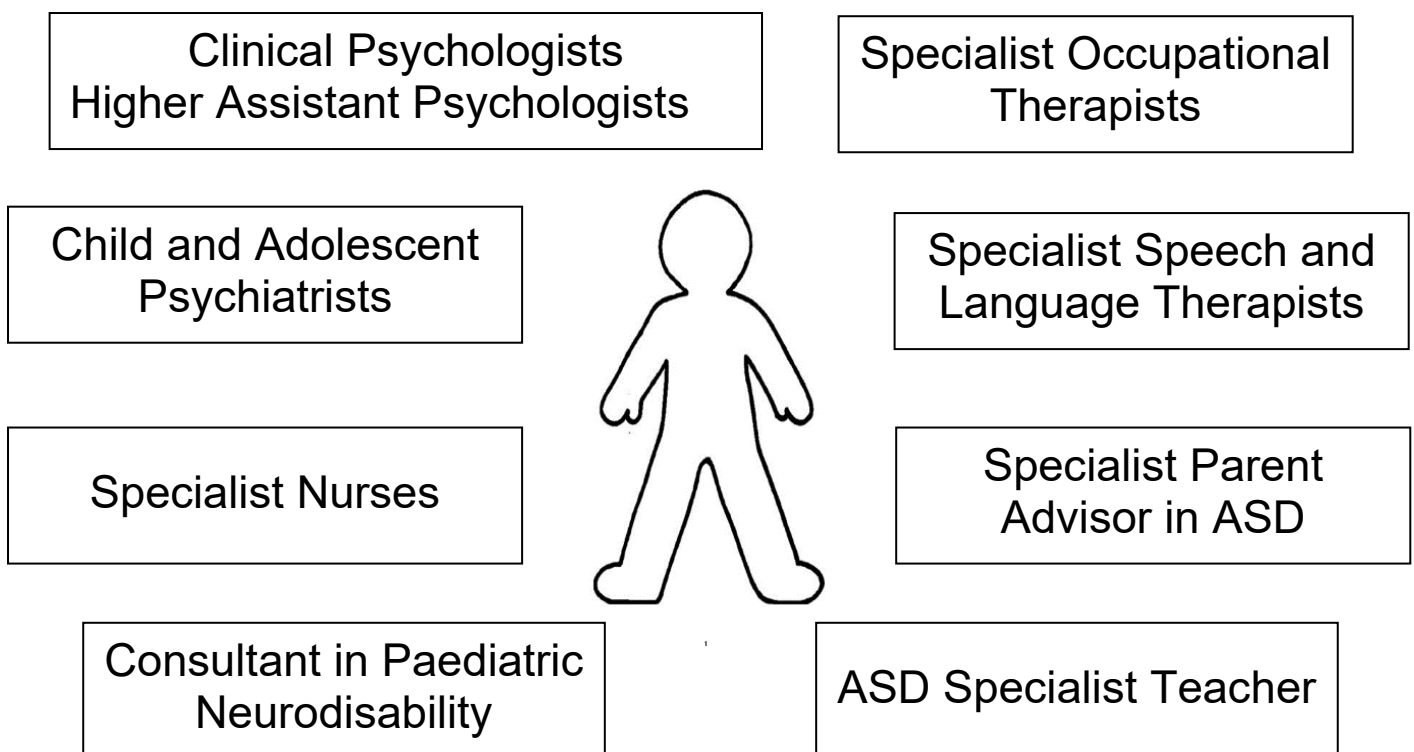 Clinical Psychologists
Higher Assistant Psychologists
Specialist Occupational
Therapists
Child and Adolescent
Psychiatrists
Specialist Speech and
Language Therapists
Specialist Nurses
Specialist Parent
Advisor in ASD
Consultant in Paediatric
Neurodisability
ASD Specialist Teacher